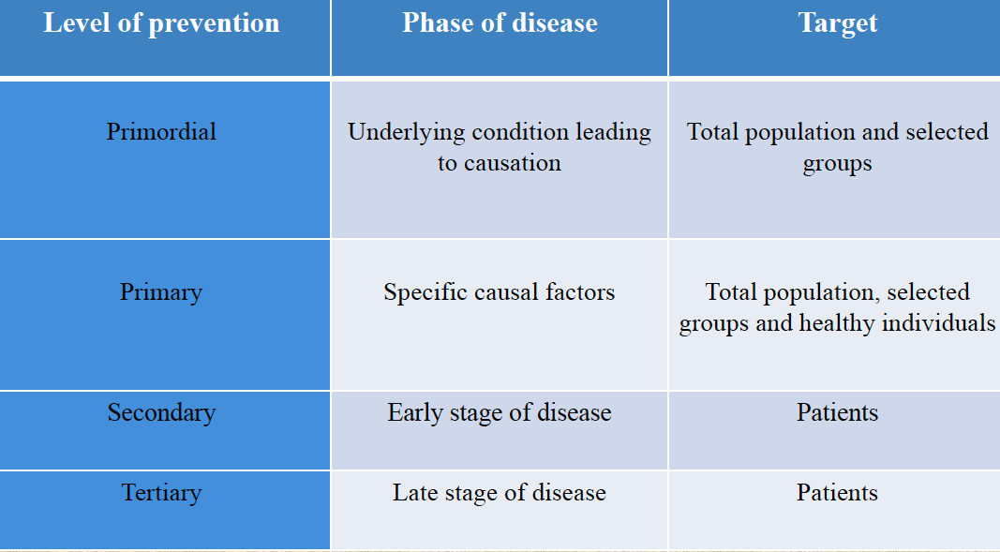 Level of prevention
Phase of disease
Target
Primordial
Underlying condition leading
to causation
Total population and selected
groups
Primary
Specific causal factors
Total population, selected
groups and healthy individuals
Secondary
Early stage of disease
Patients
Tertiary
Late stage of disease
Patients